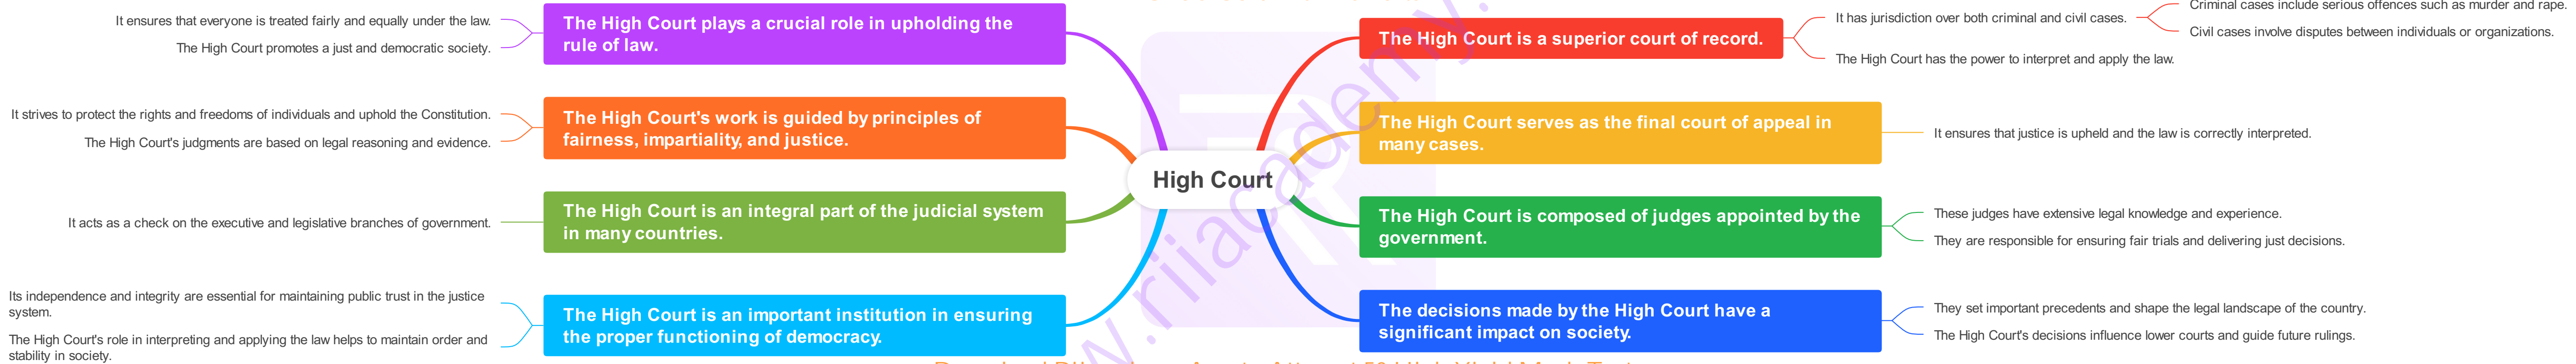 High Court
The High Court is a superior court of record.
It has jurisdiction over both criminal and civil cases.
Criminal cases include serious offences such as murder and rape.
Civil cases involve disputes between individuals or organizations.
The High Court has the power to interpret and apply the law.
The High Court serves as the final court of appeal in
many cases.
It ensures that justice is upheld and the law is correctly interpreted.
The High Court is composed of judges appointed by the
government.
These judges have extensive legal knowledge and experience.
They are responsible for ensuring fair trials and delivering just decisions.
The decisions made by the High Court have a
significant impact on society.
They set important precedents and shape the legal landscape of the country.
The High Court's decisions influence lower courts and guide future rulings.
The High Court plays a crucial role in upholding the
rule of law.
It ensures that everyone is treated fairly and equally under the law.
The High Court promotes a just and democratic society.
The High Court's work is guided by principles of
fairness, impartiality, and justice.
It strives to protect the rights and freedoms of individuals and uphold the Constitution.
The High Court's judgments are based on legal reasoning and evidence.
The High Court is an integral part of the judicial system
in many countries.
It acts as a check on the executive and legislative branches of government.
The High Court is an important institution in ensuring
the proper functioning of democracy.
Its independence and integrity are essential for maintaining public trust in the justice
system.
The High Court's role in interpreting and applying the law helps to maintain order and
stability in society.
w.rijacademy.